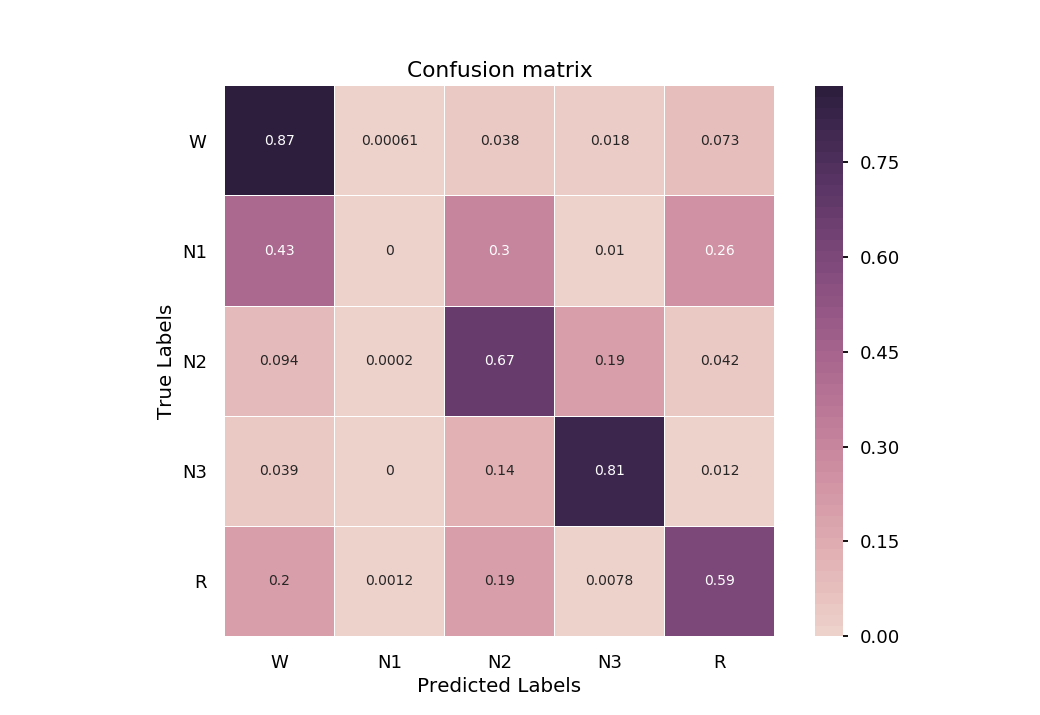 Confusion matrix
W 0.87 0.00061 0.038 0.018 0.073
N1 0.43 0 0.3 0.01 0.26
N2 0.094 0.0002 0.67 0.19 0.042
N3 0.039 0 0.14 0.81 0.012
R 0.2 0.0012 0.19 0.0078 0.59
W N1 N2 N3 R
Predicted Labels
True Labels
0.75
0.60
0.45
0.30
0.15
0.00